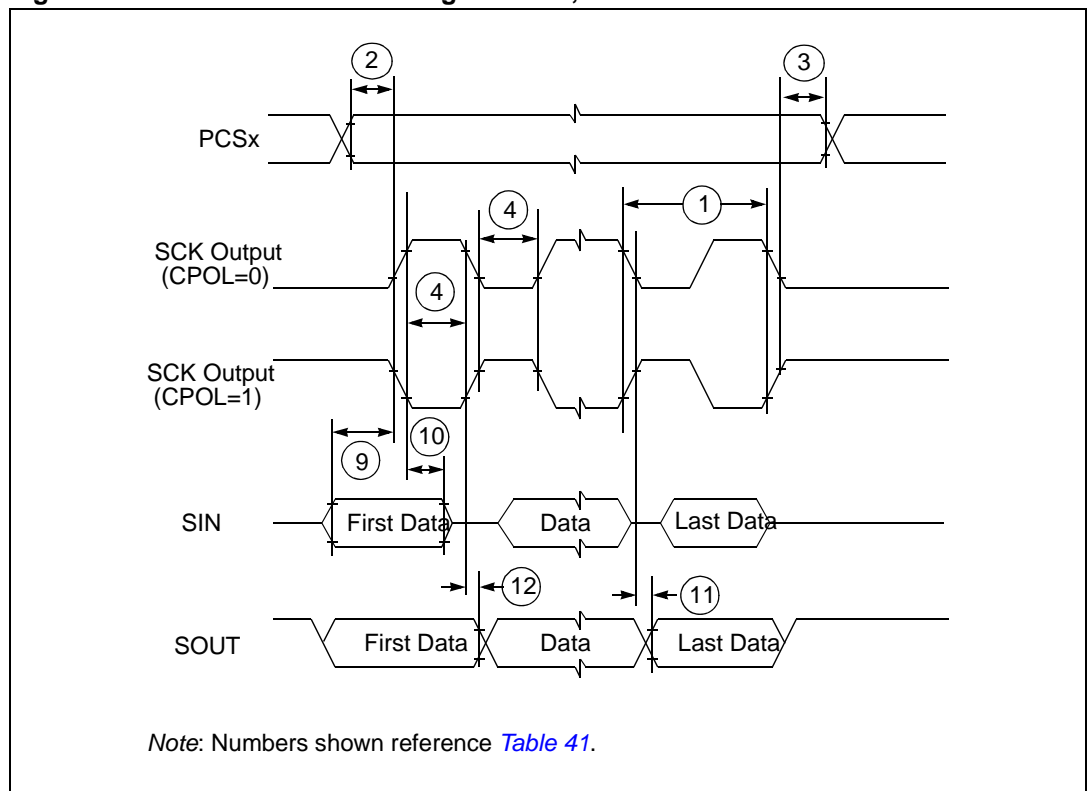 2
3
PCSx
4
1
SCK Output
(CPOL=0)
4
SCK Output
(CPOL=1)
10
9
SIN
First Data
Data
Last Data
12
11
SOUT
First Data
Data
Last Data
Note: Numbers shown reference Table 41.